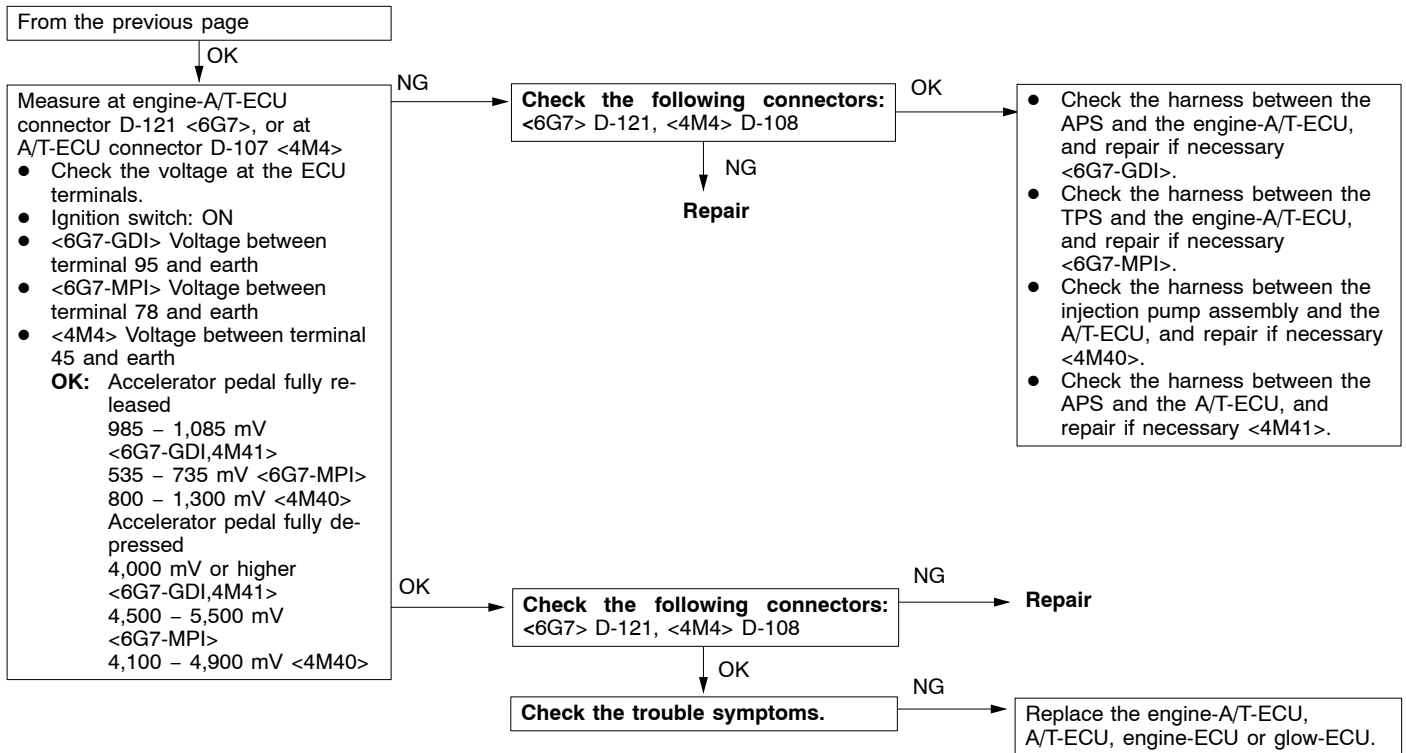 From the previous page
OK
Measure at engine-A/T-ECU
connector D-121 <6G7>, or at
A/T-ECU connector D-107 <4M4>
● Check the voltage at the ECU
terminals.
● Ignition switch: ON
● <6G7-GDI> Voltage between
terminal 95 and earth
● <6G7-MPI> Voltage between
terminal 78 and earth
● <4M4> Voltage between terminal
45 and earth
OK: Accelerator pedal fully re-
leased
985 – 1,085 mV
<6G7-GDI,4M41>
535 – 735 mV <6G7-MPI>
800 – 1,300 mV <4M40>
Accelerator pedal fully de-
pressed
4,000 mV or higher
<6G7-GDI,4M41>
4,500 – 5,500 mV
<6G7-MPI>
4,100 – 4,900 mV <4M40>
NG
Check the following connectors:
<6G7> D-121, <4M4> D-108
NG
Repair
OK
● Check the harness between the
APS and the engine-A/T-ECU,
and repair if necessary
<6G7-GDI>.
● Check the harness between the
TPS and the engine-A/T-ECU,
and repair if necessary
<6G7-MPI>.
● Check the harness between the
injection pump assembly and the
A/T-ECU, and repair if necessary
<4M40>.
● Check the harness between the
APS and the A/T-ECU, and
repair if necessary <4M41>.
OK
Check the following connectors:
<6G7> D-121, <4M4> D-108
NG
Repair
OK
Check the trouble symptoms.
NG
Replace the engine-A/T-ECU,
A/T-ECU, engine-ECU or glow-ECU.